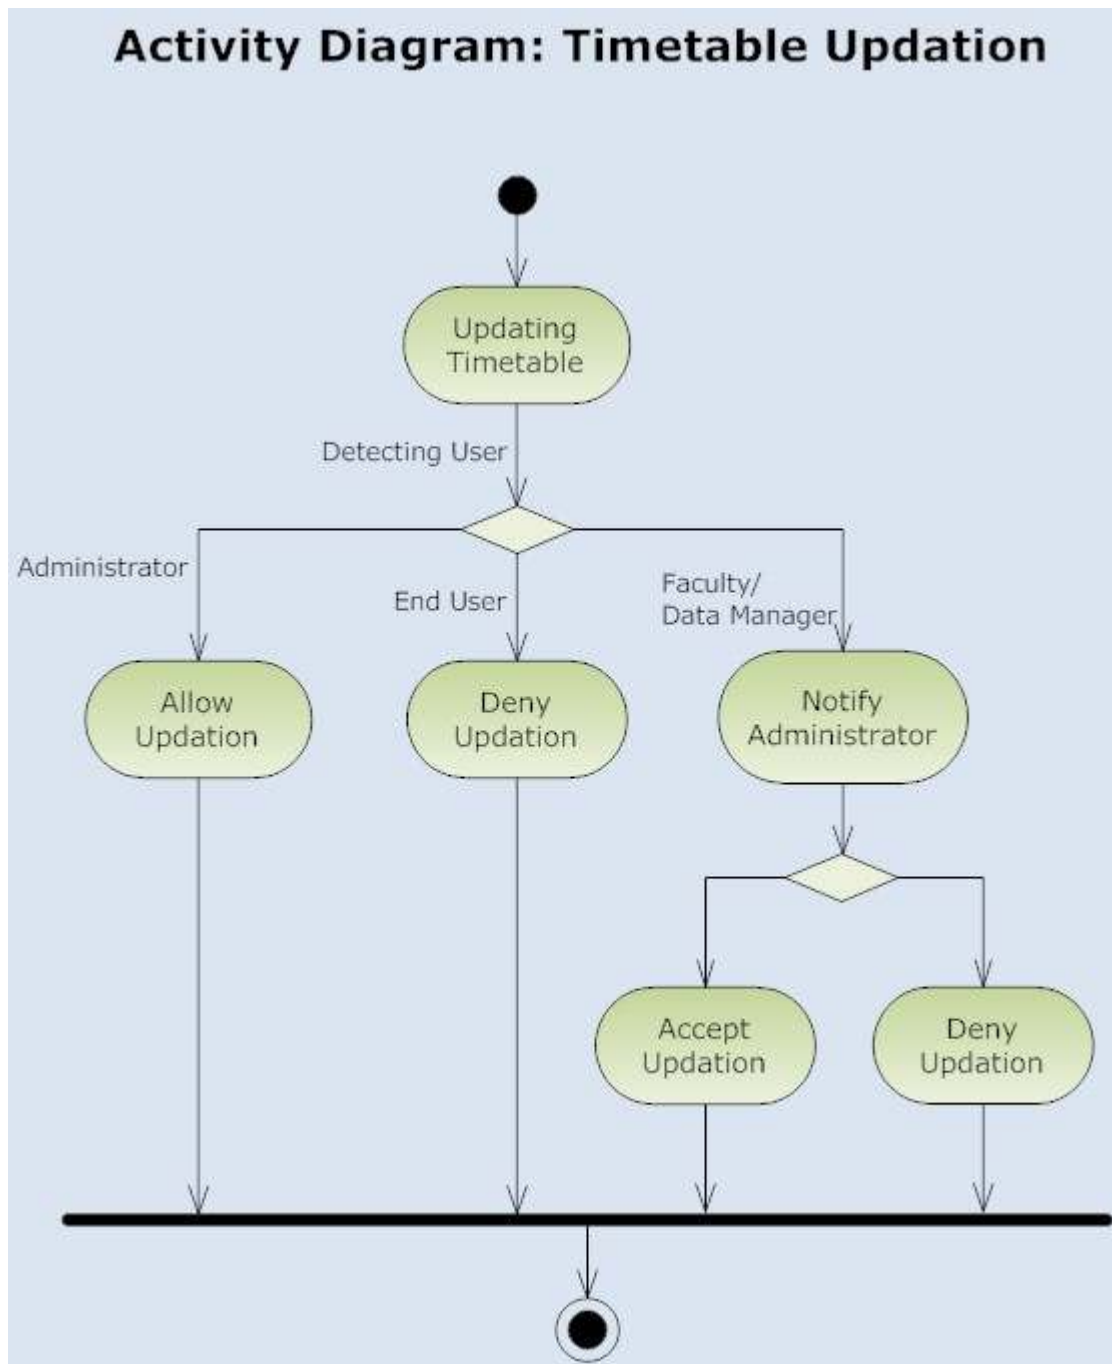 Activity Diagram: Timetable Updation
Updating
Timetable
Detecting User
Administrator
End User
Faculty/
Data Manager
Allow
Updation
Deny
Updation
Notify
Administrator
Accept
Updation
Deny
Updation